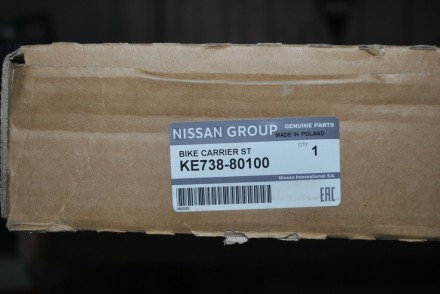 NISSAN GROUP GENUINE PARTS
MADE IN POLAND
BIKE CARRIER ST QTY
KE738-80100 1
Nissan International SA
EAC